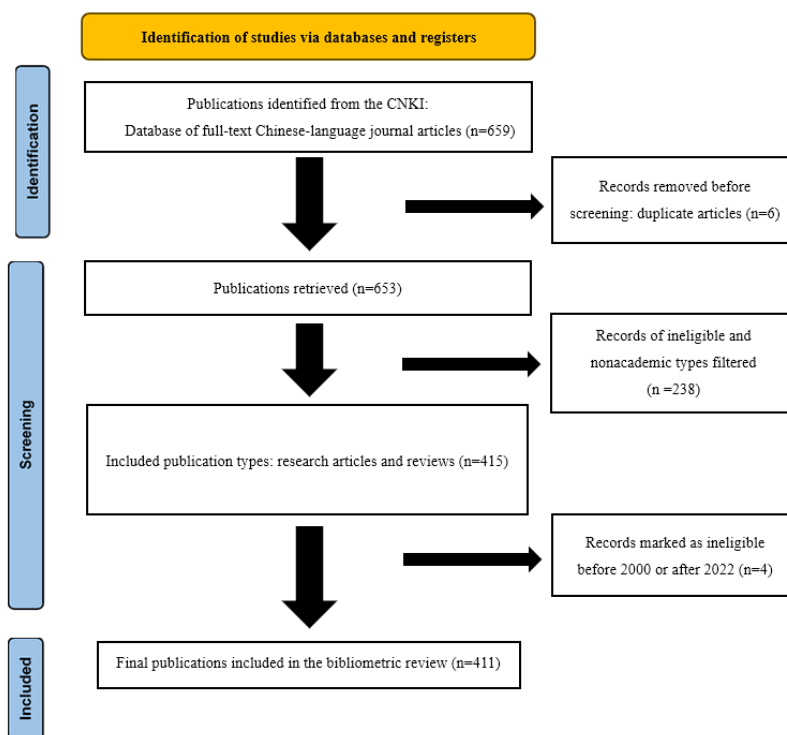 Identification of studies via databases and registers
Identification
Publications identified from the CNKI:
Database of full-text Chinese-language journal articles (n=659)
Records removed before
screening: duplicate articles (n=6)
Screening
Publications retrieved (n=653)
Records of ineligible and
nonacademic types filtered
(n =238)
Included publication types: research articles and reviews (n=415)
Records marked as ineligible
before 2000 or after 2022 (n=4)
Included
Final publications included in the bibliometric review (n=411)